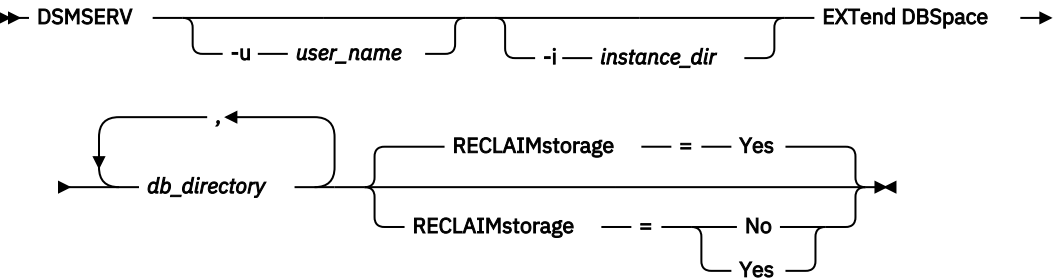 DSMSERV -u user_name -i instance_dir EXTend DBSpace
,
db_directory
RECLAIMstorage = Yes
RECLAIMstorage = No
Yes